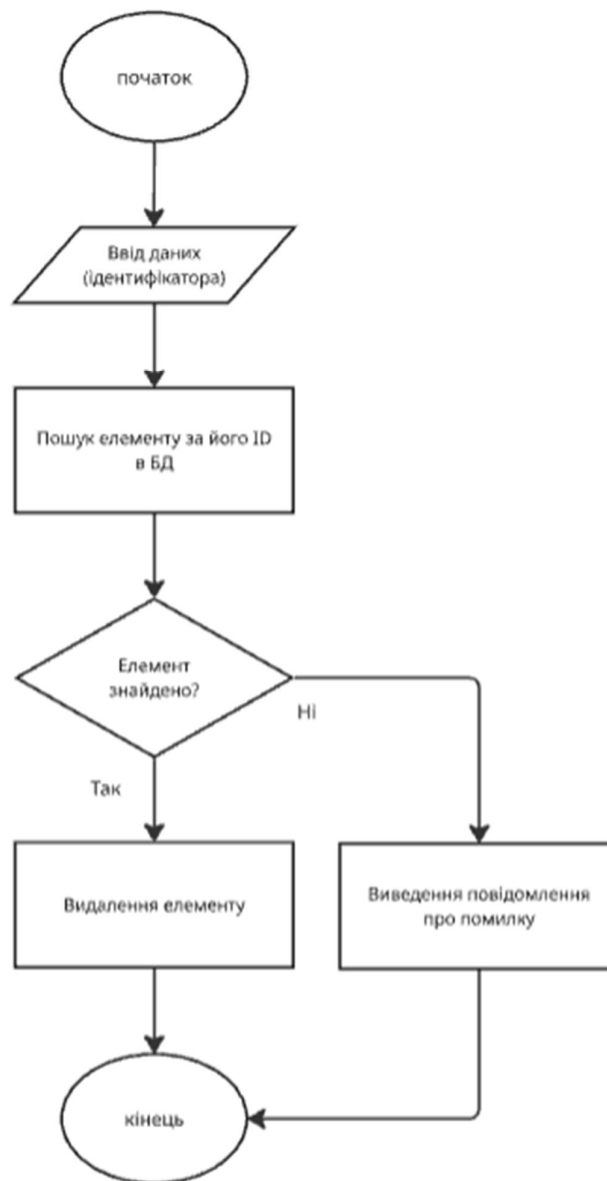 початок
Ввід даних
(ідентифікатора)
Пошук елементу за його ID
в БД
Елемент
знайдено?
Ні
Так
Видалення елементу
Виведення повідомлення
про помилку
кінець